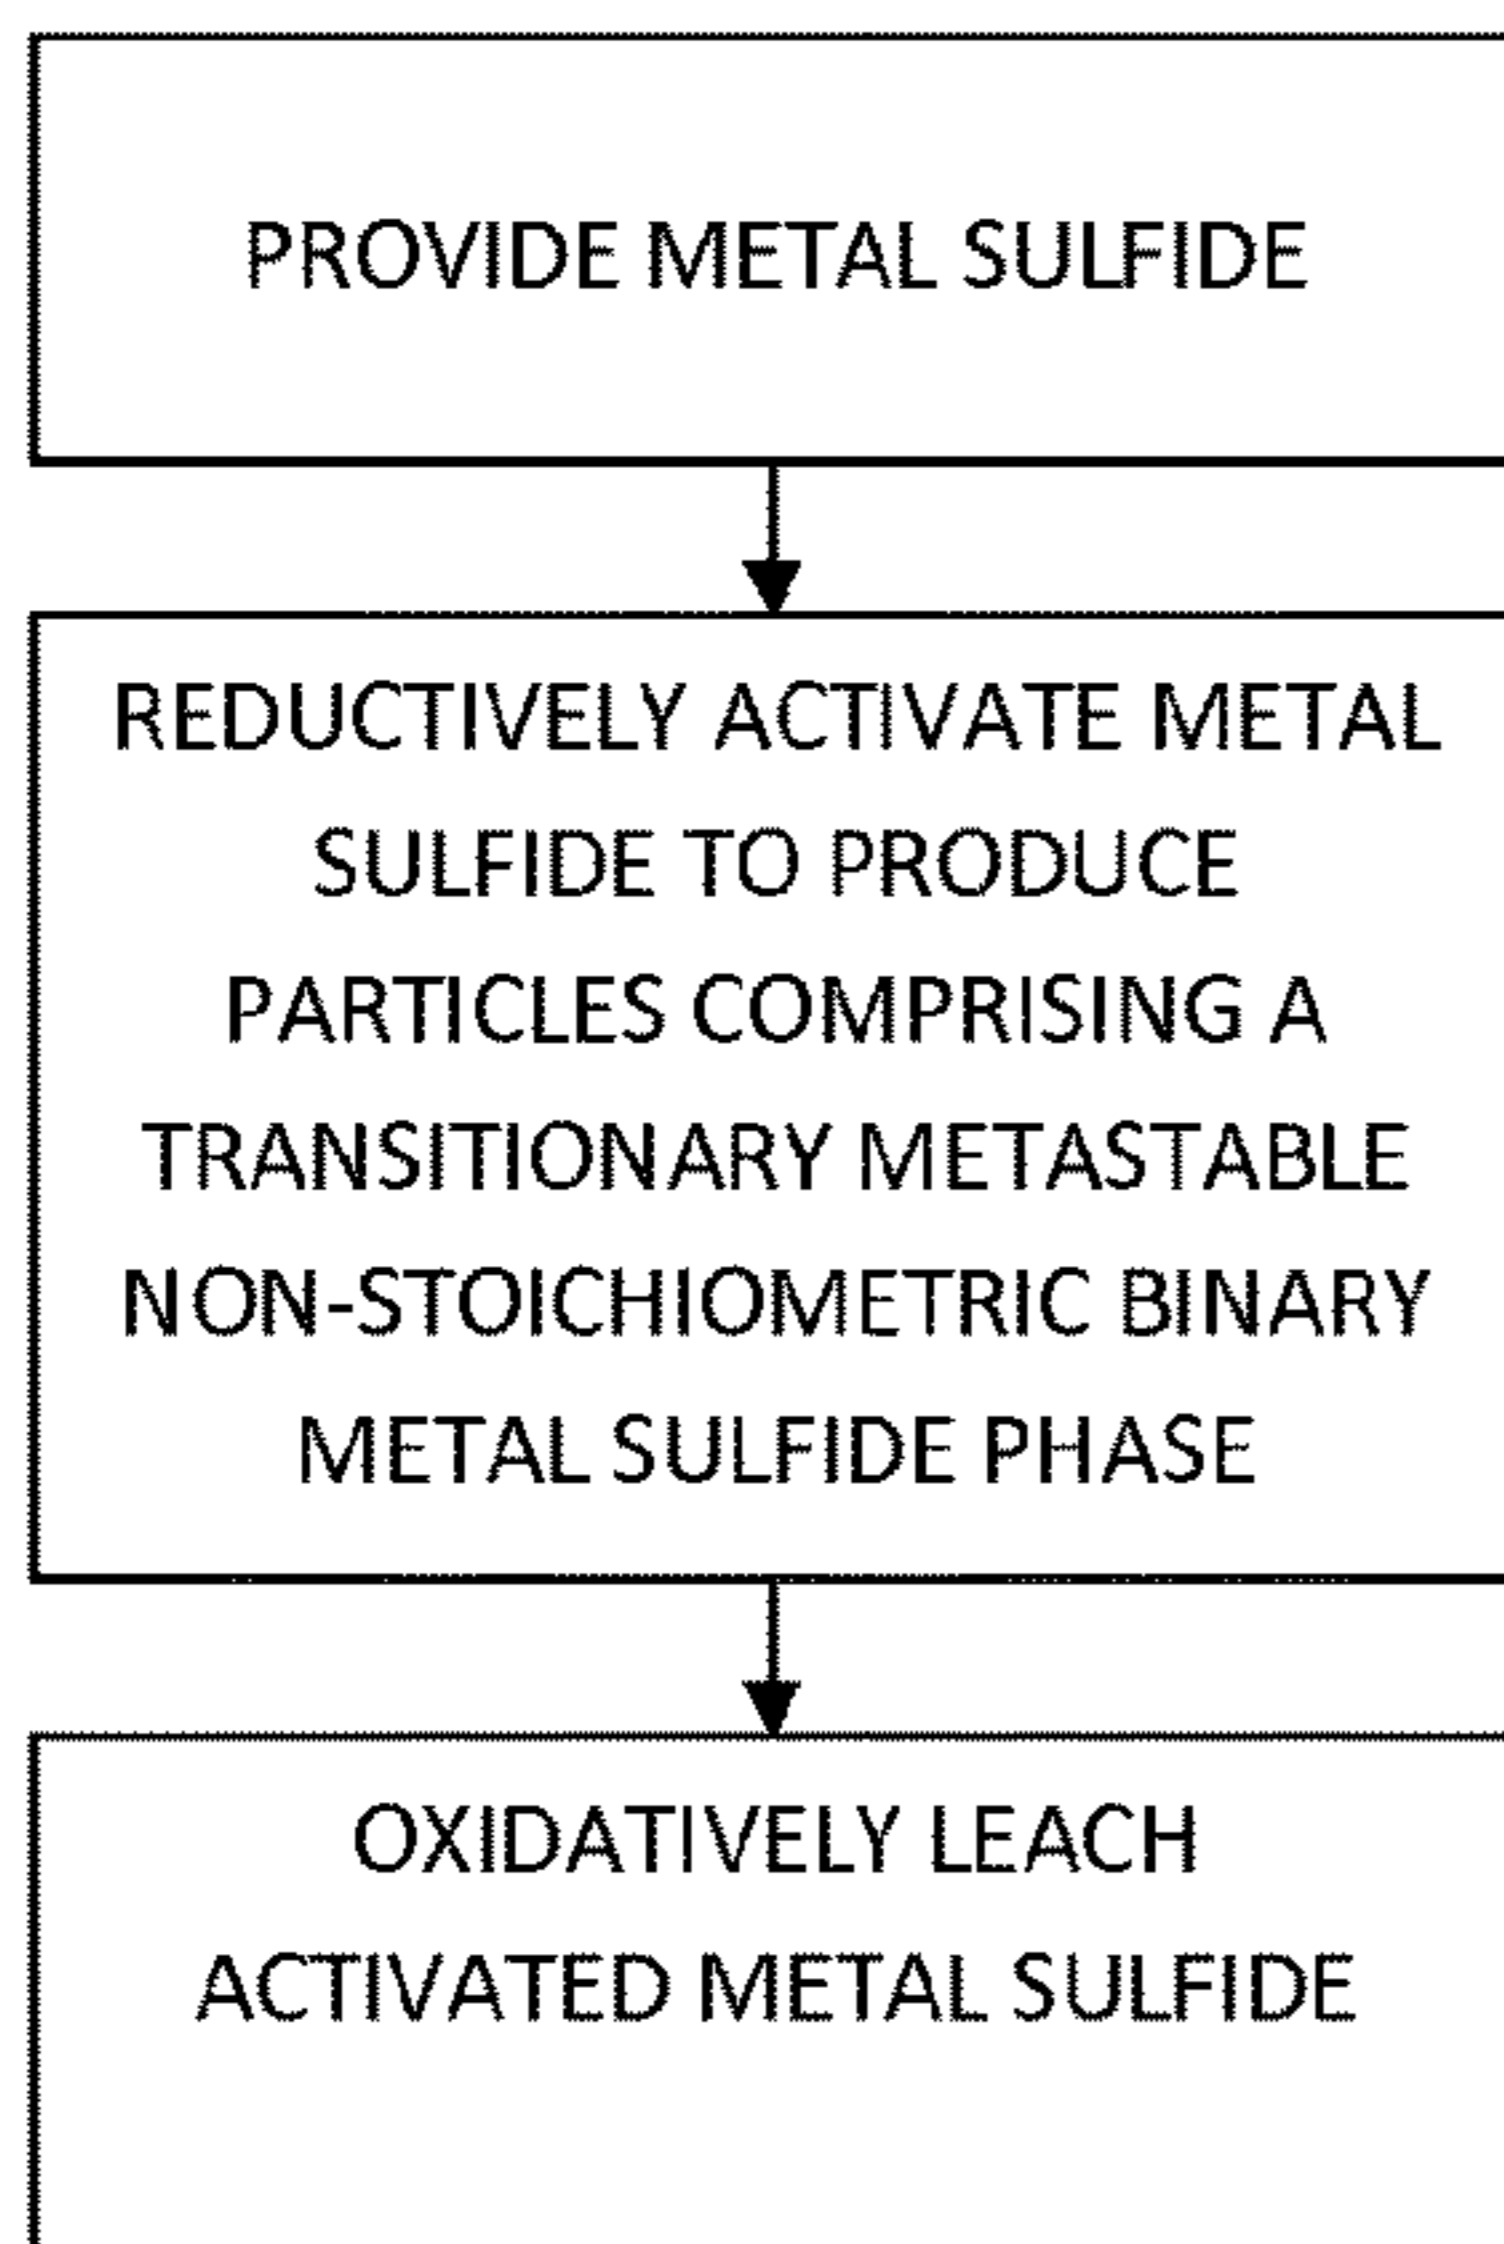 PROVIDE METAL SULFIDE
REDUCTIVELY ACTIVATE METAL
SULFIDE TO PRODUCE
PARTICLES COMPRISING A
TRANSITIONARY METASTABLE
NON-STOICHIOMETRIC BINARY
METAL SULFIDE PHASE
OXIDATIVELY LEACH
ACTIVATED METAL SULFIDE